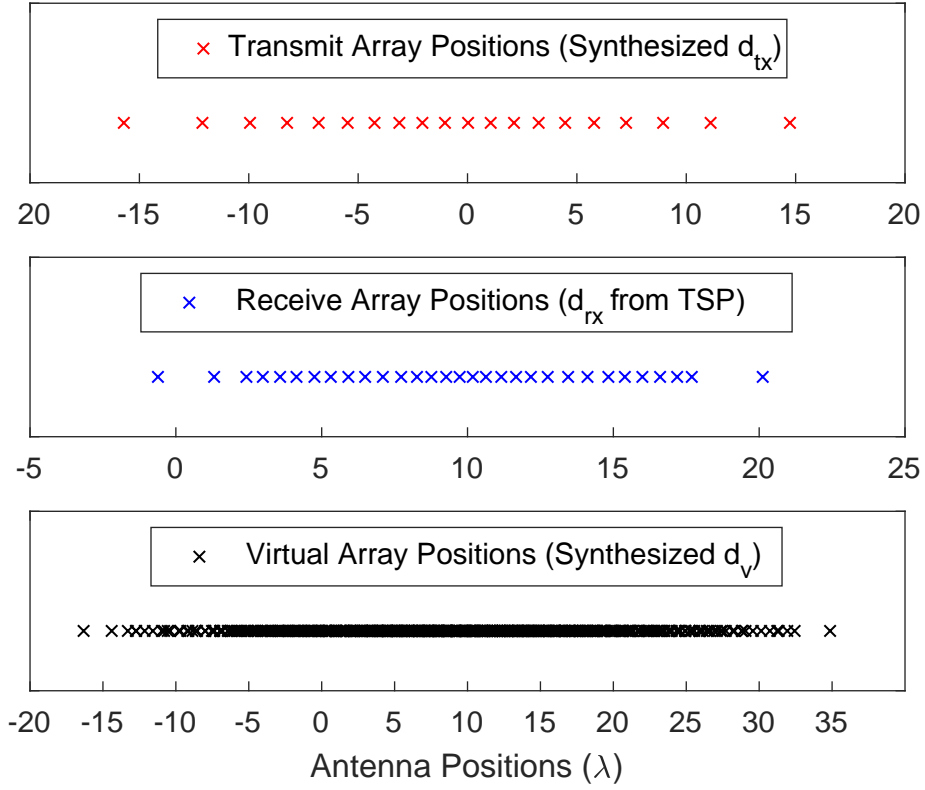 Transmit Array Positions (Synthesized d_tx)
20 -15 -10 -5 0 5 10 15 20
Receive Array Positions (d_rx from TSP)
-5 0 5 10 15 20 25
Virtual Array Positions (Synthesized d_v)
-20 -15 -10 -5 0 5 10 15 20 25 30 35
Antenna Positions (λ)